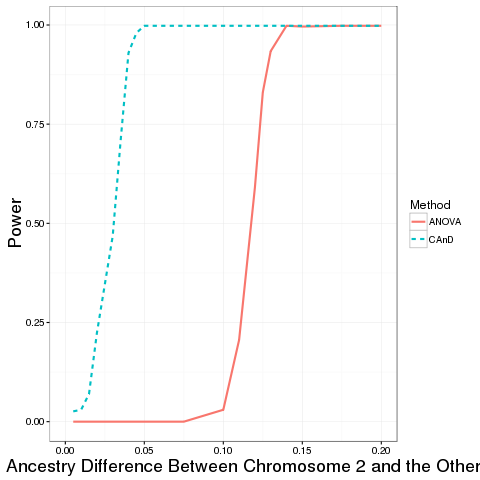 1.00
0.75
0.50
0.25
0.00
Power
0.00 0.05 0.10 0.15 0.20
Ancestry Difference Between Chromosome 2 and the Other
Method
ANOVA
CAnD